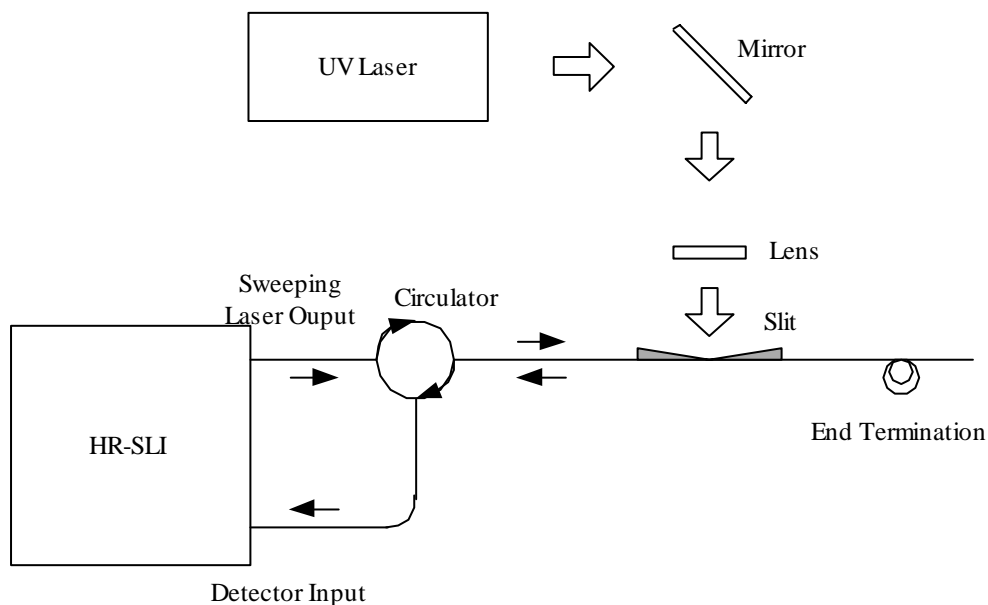 UV Laser
Mirror
Lens
Sweeping
Laser Ouput
Circulator
Slit
HR-SLI
End Termination
Detector Input